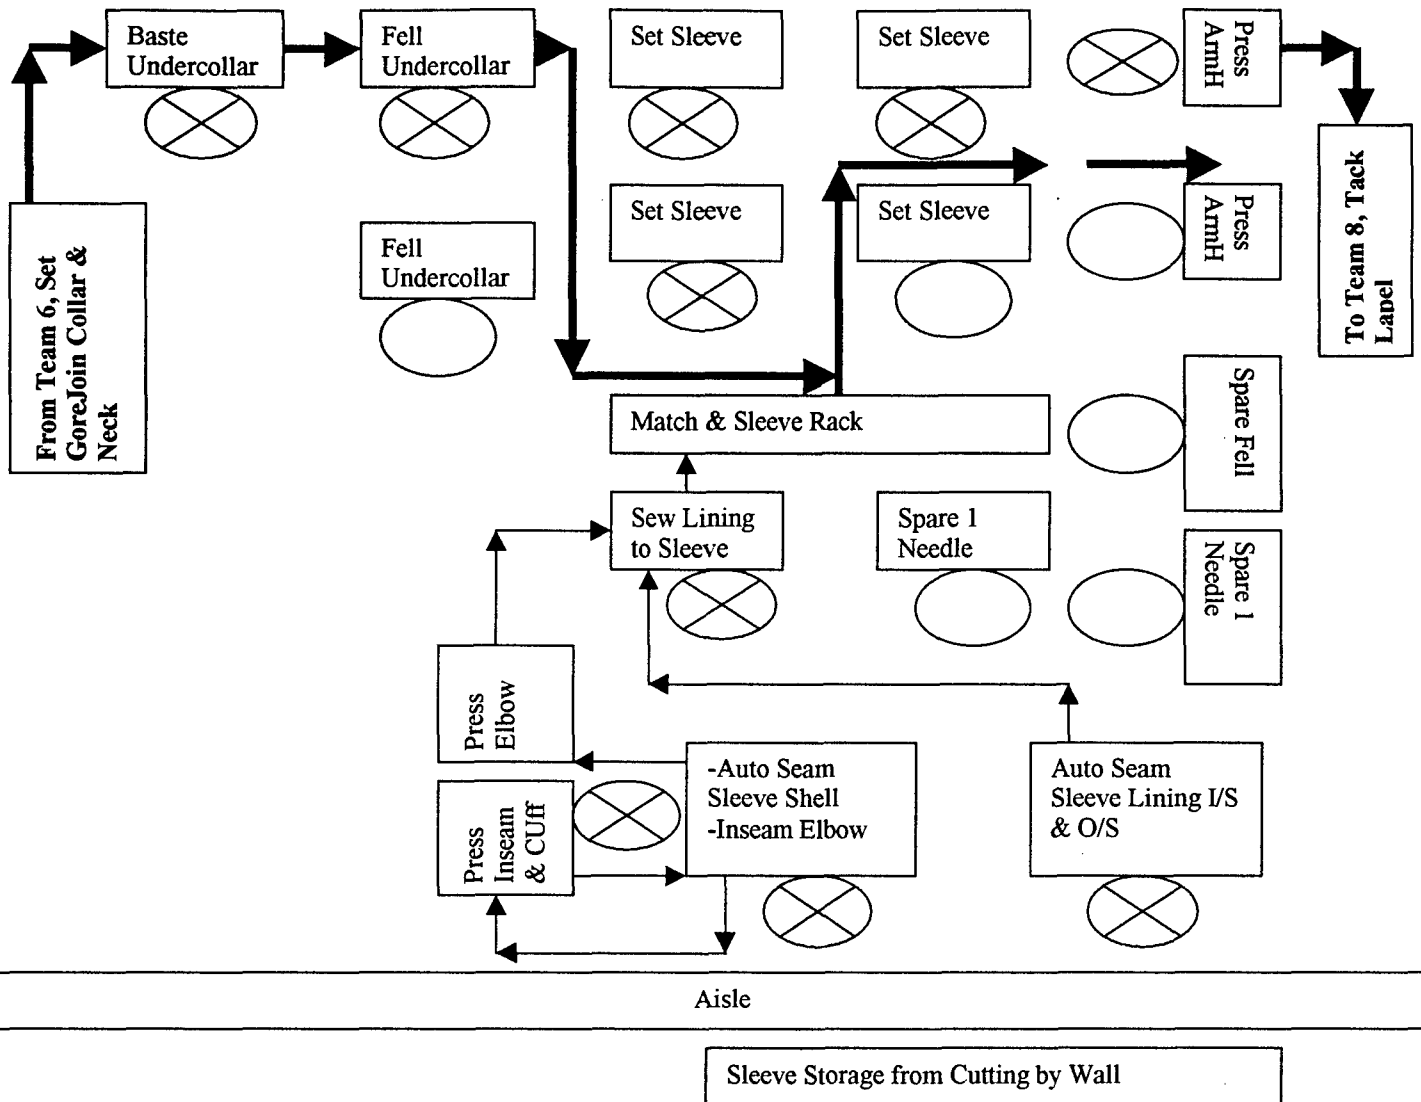 Baste
Undercollar
Fell
Undercollar
Set Sleeve
Set Sleeve
Press
ArmH
From Team 6, Set
GoreJoin Collar &
Neck
Fell
Undercollar
Set Sleeve
Set Sleeve
Press
ArmH
To Team 8, Tack
Lapel
Match & Sleeve Rack
Spare Fell
Sew Lining
to Sleeve
Spare 1
Needle
Spare 1
Needle
Press
Elbow
Press
Inseam
& CUff
-Auto Seam
Sleeve Shell
-Inseam Elbow
Auto Seam
Sleeve Lining I/S
& O/S
Aisle
Sleeve Storage from Cutting by Wall